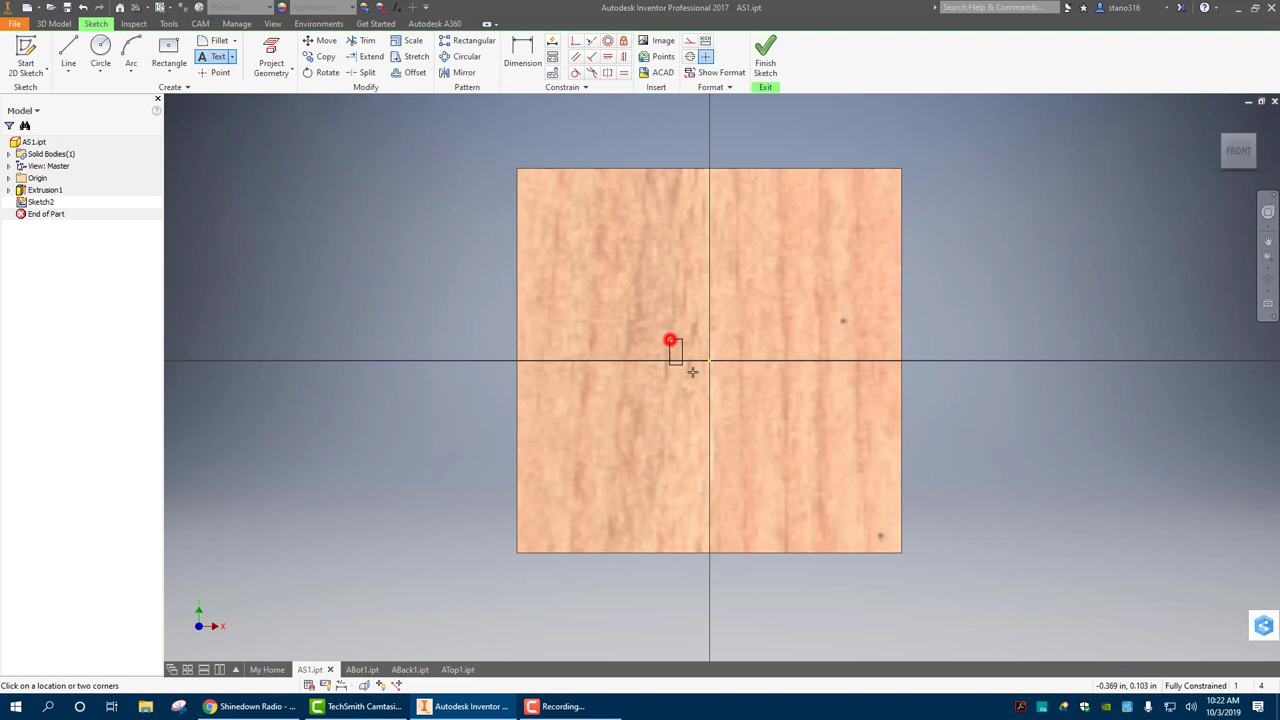 Material
Appearance
Autodesk Inventor Professional 2017 AS1.ipt
Search Help & Commands...
stano316
File 3D Model Sketch Inspect Tools CAM Manage View Environments Get Started Autodesk A360
Start
2D Sketch
Line Circle Arc Rectangle
Fillet
Text
Point
Project
Geometry
Move Trim Scale
Copy Extend Stretch
Rotate Split Offset
Rectangular
Circular
Mirror
Dimension
Image
Points
ACAD
Show Format
Finish
Sketch
Sketch Create Modify Pattern Constrain Insert Format Exit
Model
AS1.ipt
Solid Bodies(1)
View: Master
Origin
Extrusion1
Sketch2
End of Part
FRONT
Y
X
My Home AS1.ipt ABot1.ipt ABack1.ipt ATop1.ipt
Click on a location or two corners
-0.369 in, 0.103 in Fully Constrained 1 4
Shinedown Radio - ...
TechSmith Camtasi...
Autodesk Inventor ...
Recording...
10:22 AM
10/3/2019